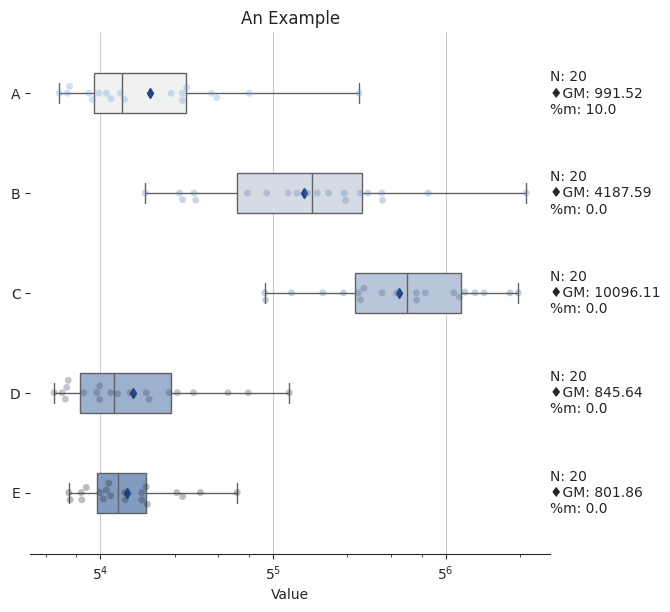 An Example
A
N: 20
♦GM: 991.52
%m: 10.0
B
N: 20
♦GM: 4187.59
%m: 0.0
C
N: 20
♦GM: 10096.11
%m: 0.0
D
N: 20
♦GM: 845.64
%m: 0.0
E
N: 20
♦GM: 801.86
%m: 0.0
5⁴ 5⁵ 5⁶
Value